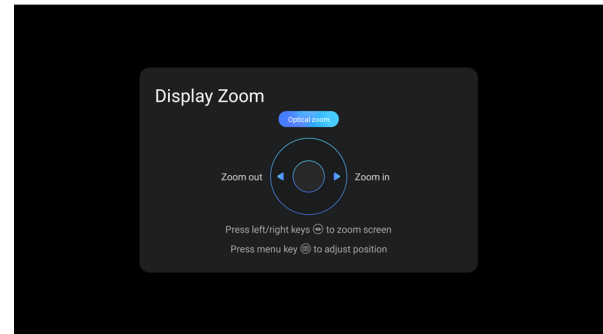 Display Zoom
Optical zoom
Zoom out
Zoom in
Press left/right keys to zoom screen
Press menu key to adjust position